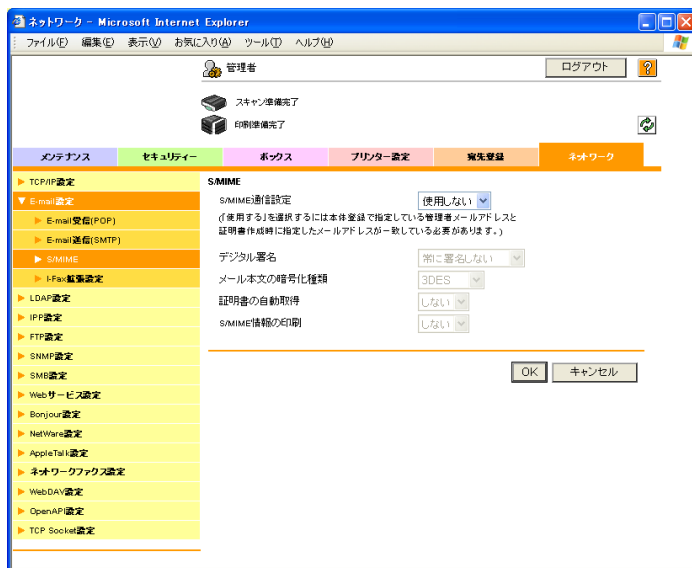 ネットワーク - Microsoft Internet Explorer
ファイル(F) 編集(E) 表示(V) お気に入り(A) ツール(T) ヘルプ(H)
管理者
ログアウト
?
スキャン準備完了
印刷準備完了
メンテナンス セキュリティー ボックス プリンター設定 宛先登録 ネットワーク
TCP/IP設定
E-mail設定
E-mail受信(POP)
E-mail送信(SMTP)
S/MIME
I-Fax拡張設定
LDAP設定
IPP設定
FTP設定
SNMP設定
SMB設定
Webサービス設定
Bonjour設定
NetWare設定
AppleTalk設定
ネットワークファクス設定
WebDAV設定
OpenAPI設定
TCP Socket設定
S/MIME
S/MIME通信設定 使用しない
(「使用する」を選択するには本体登録で指定している管理者メールアドレスと
証明書作成時に指定したメールアドレスが一致している必要があります。)
デジタル署名 常に署名しない
メール本文の暗号化種類 3DES
証明書の自動取得 しない
S/MIME情報の印刷 しない
OK キャンセル